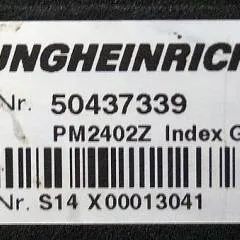 UNGHEINRICH
Nr. 50437339
PM2402Z Index G
Nr. S14 X00013041